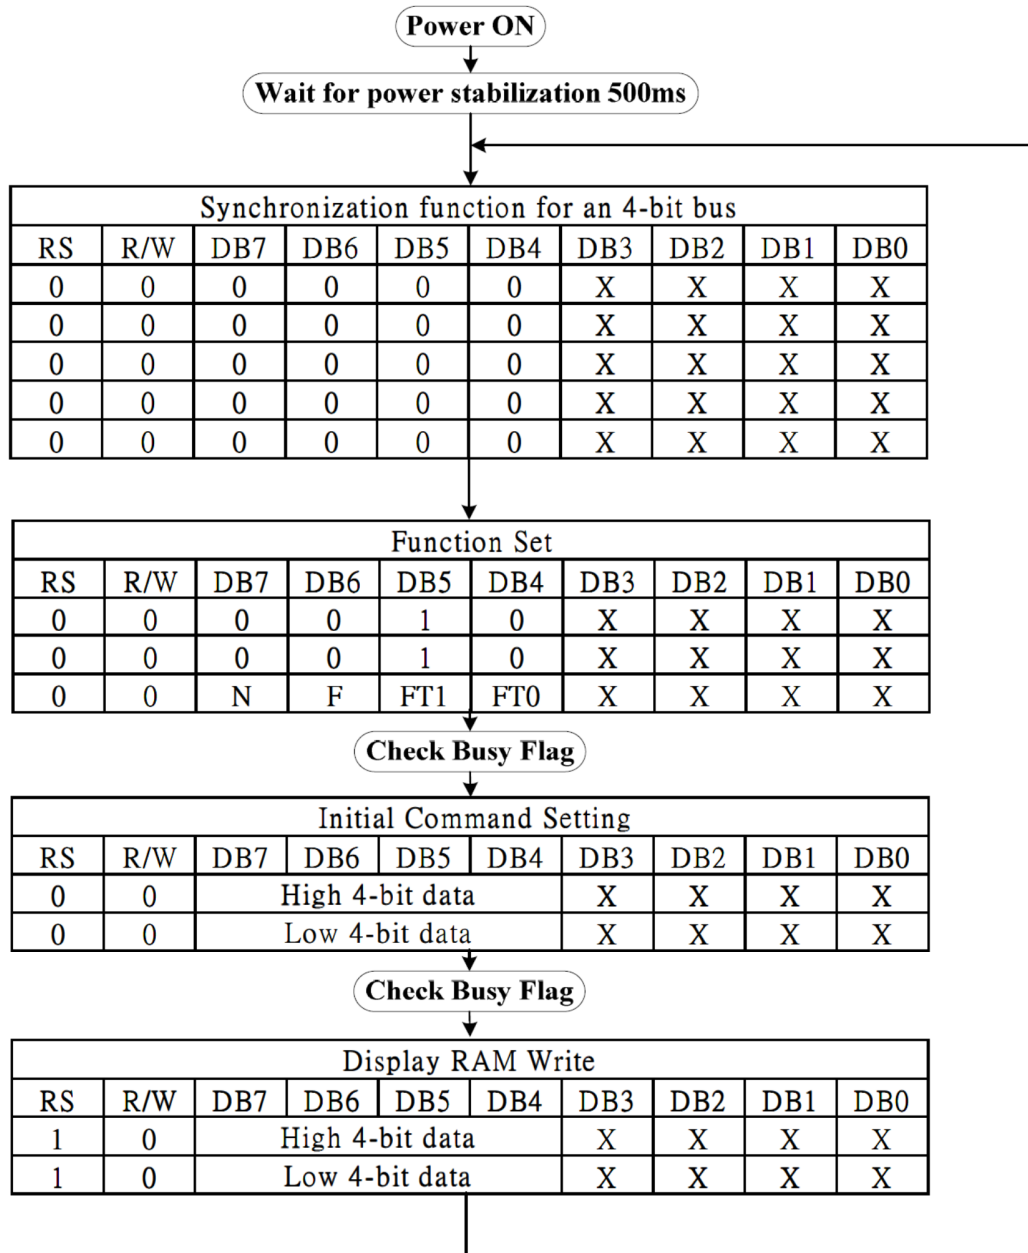 Power ON
Wait for power stabilization 500ms
Synchronization function for an 4-bit bus
RS R/W DB7 DB6 DB5 DB4 DB3 DB2 DB1 DB0
0 0 0 0 0 0 X X X X
0 0 0 0 0 0 X X X X
0 0 0 0 0 0 X X X X
0 0 0 0 0 0 X X X X
0 0 0 0 0 0 X X X X
Function Set
RS R/W DB7 DB6 DB5 DB4 DB3 DB2 DB1 DB0
0 0 0 0 1 0 X X X X
0 0 0 0 1 0 X X X X
0 0 N F FT1 FT0 X X X X
Check Busy Flag
Initial Command Setting
RS R/W DB7 DB6 DB5 DB4 DB3 DB2 DB1 DB0
0 0 High 4-bit data X X X X
0 0 Low 4-bit data X X X X
Check Busy Flag
Display RAM Write
RS R/W DB7 DB6 DB5 DB4 DB3 DB2 DB1 DB0
1 0 High 4-bit data X X X X
1 0 Low 4-bit data X X X X